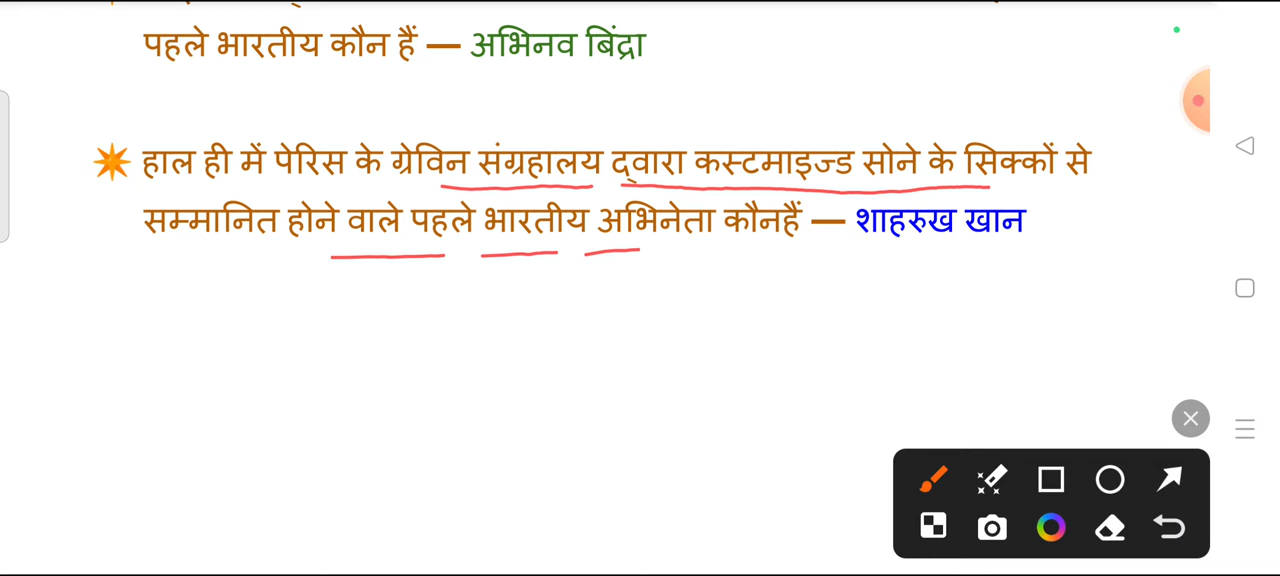 पहले भारतीय कौन हैं — अभिनव बिंद्रा
हाल ही में पेरिस के ग्रेविन संग्रहालय द्वारा कस्टमाइज्ड सोने के सिक्कों से
सम्मानित होने वाले पहले भारतीय अभिनेता कौनहैं — शाहरुख खान